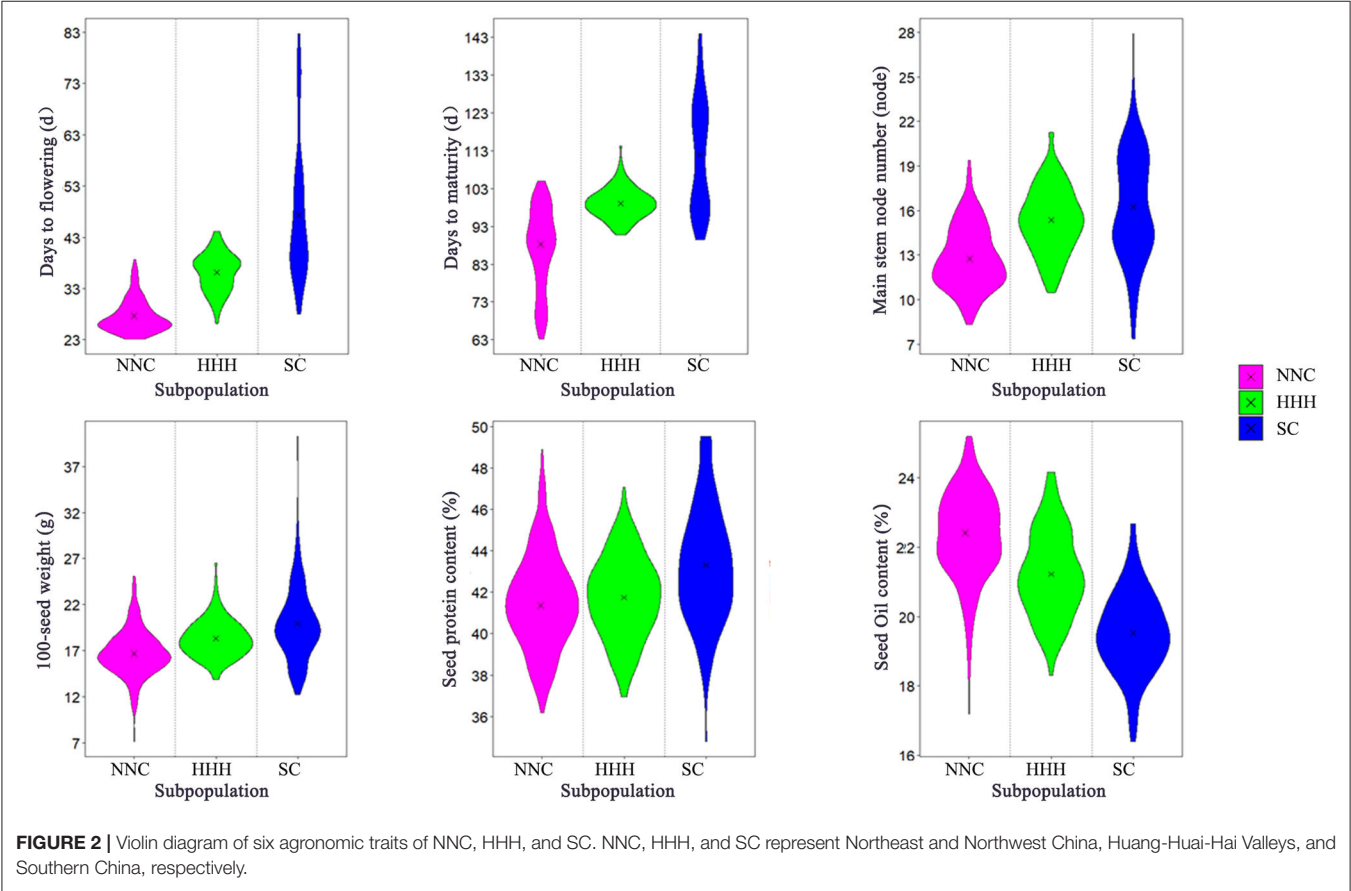 83
73
63
53
43
33
23
Days to flowering (d)
NNC HHH SC
Subpopulation
143
133
123
113
103
93
83
73
63
Days to maturity (d)
NNC HHH SC
Subpopulation
28
25
22
19
16
13
10
7
Main stem node number (node)
NNC HHH SC
Subpopulation
NNC
HHH
SC
37
32
27
22
17
12
7
100-seed weight (g)
NNC HHH SC
Subpopulation
50
48
46
44
42
40
38
36
Seed protein content (%)
NNC HHH SC
Subpopulation
24
22
20
18
16
Seed Oil content (%)
NNC HHH SC
Subpopulation
FIGURE 2 | Violin diagram of six agronomic traits of NNC, HHH, and SC. NNC, HHH, and SC represent Northeast and Northwest China, Huang-Huai-Hai Valleys, and
Southern China, respectively.